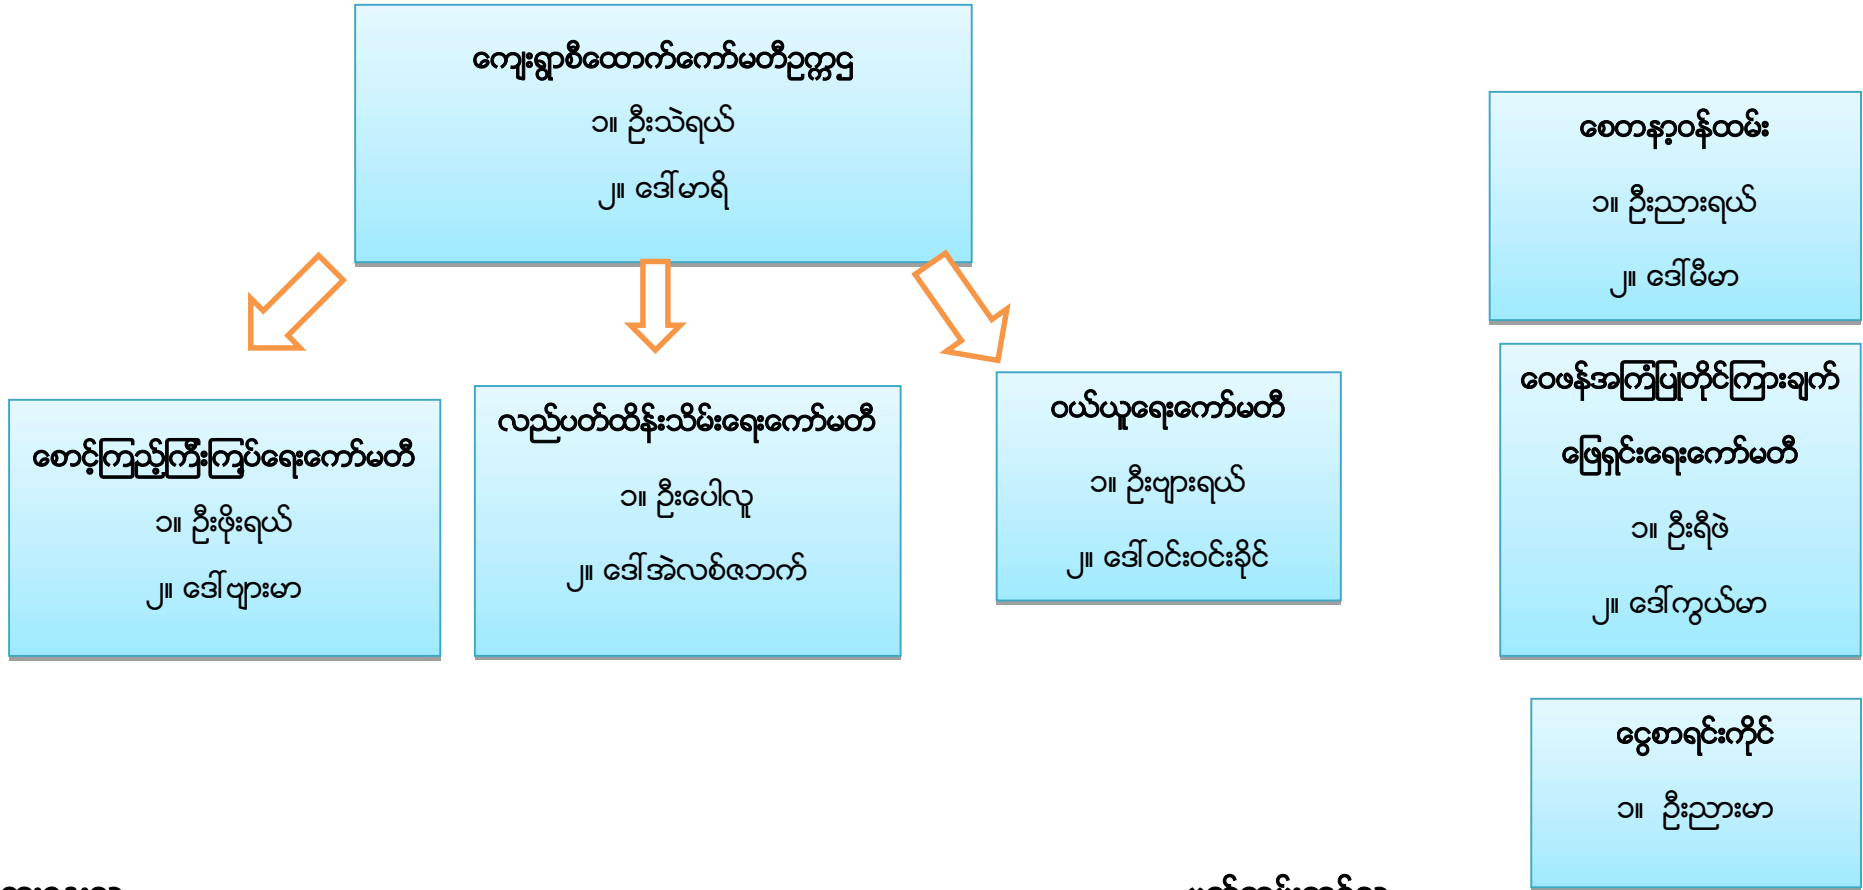 ကျေးရွာစီထောက်ကော်မတီဥက္ကဌ
၁။ ဦးသဲရယ်
၂။ ဒေါ်မာရိ
စေတနာ့ဝန်ထမ်း
၁။ ဦးညားရယ်
၂။ ဒေါ်မီမာ
စောင့်ကြည့်ကြီးကြပ်ရေးကော်မတီ
၁။ ဦးဖိုးရယ်
၂။ ဒေါ်ဗျားမာ
လည်ပတ်ထိန်းသိမ်းရေးကော်မတီ
၁။ ဦးပေါလူ
၂။ ဒေါ်အဲလစ်ဇဘက်
ဝယ်ယူရေးကော်မတီ
၁။ ဦးဗျားရယ်
၂။ ဒေါ်ဝင်းဝင်းခိုင်
ဝေဖန်အကြံပြုတိုင်ကြားချက်
ဖြေရှင်းရေးကော်မတီ
၁။ ဦးရီဖဲ
၂။ ဒေါ်ကွယ်မာ
ငွေစာရင်းကိုင်
၁။ ဦးညားမာ